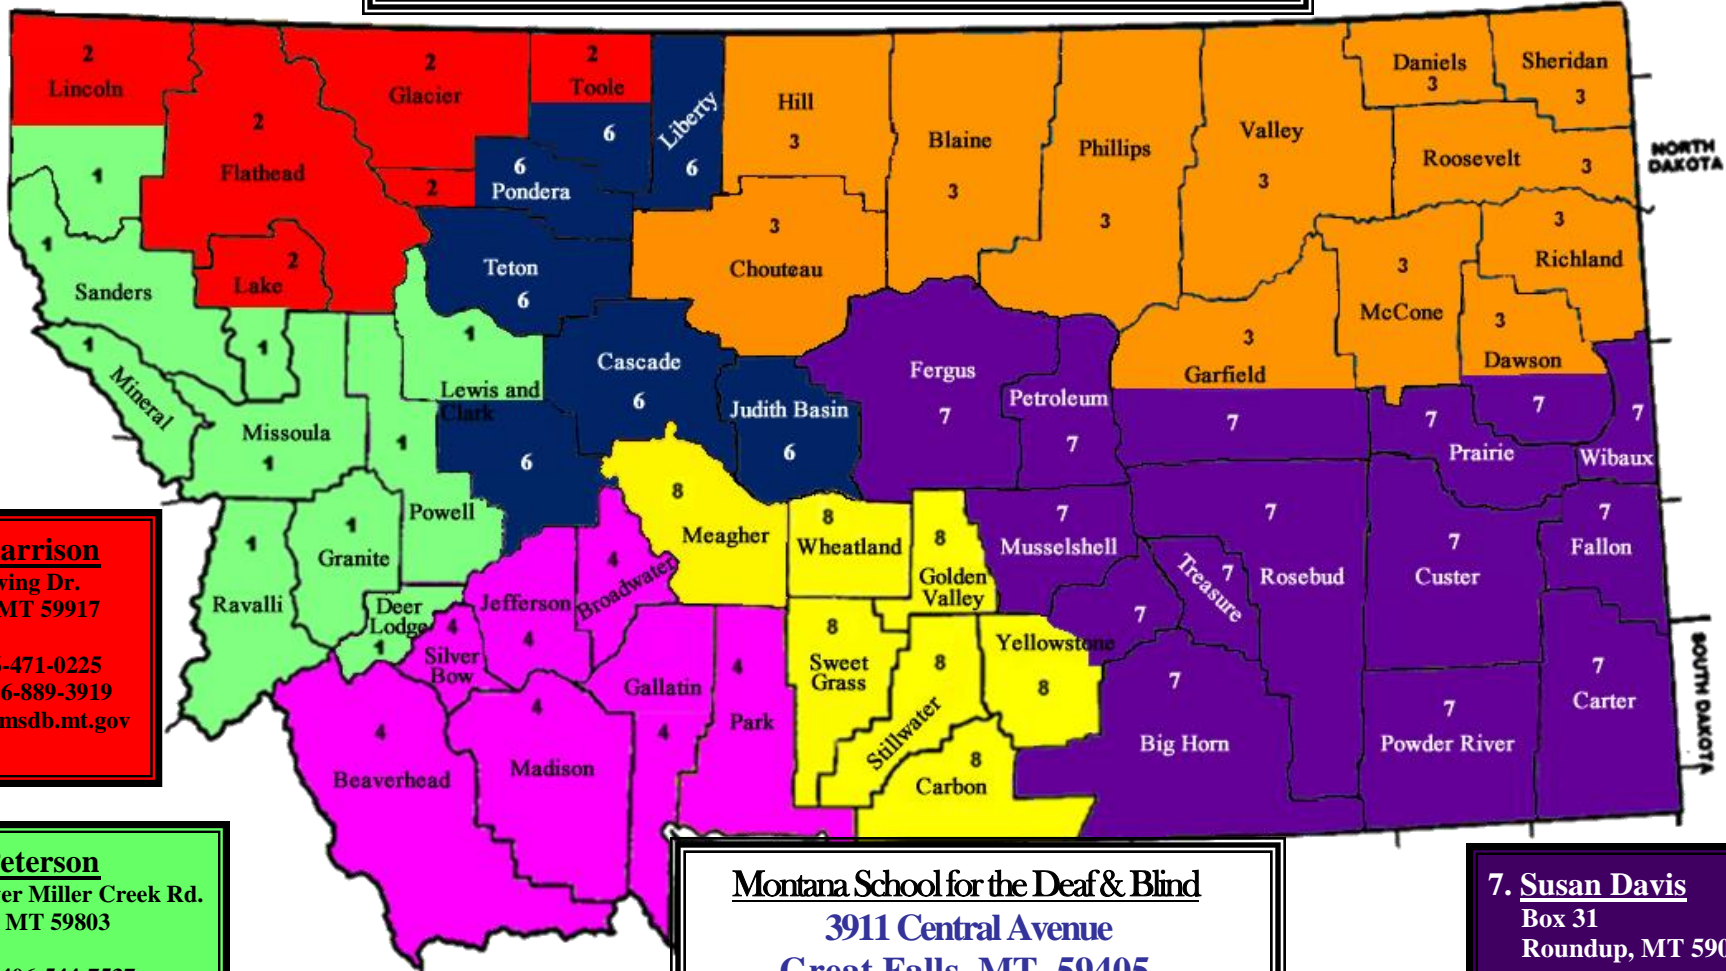 2
Lincoln
2
Flathead
2
Glacier
2
Toole
6
Liberty
6
Hill
3
Blaine
3
Phillips
3
Valley
3
Daniels
3
Sheridan
3
Roosevelt
3
NORTH
DAKOTA
1
6
Pondera
2
1
Sanders
2
Lake
Teton
6
3
Chouteau
3
McCone
3
Richland
3
Dawson
3
Garfield
1
Mineral
1
1
Lewis and
Clark
6
Cascade
6
Judith Basin
6
Fergus
7
Petroleum
7
7
7
Prairie
7
7
Wibaux
Missoula
1
1
Powell
8
Meagher
8
Wheatland
8
Golden
Valley
7
Musselshell
7
Treasure
7
7
Rosebud
7
Custer
7
Fallon
1
Ravalli
1
Granite
Deer
Lodge
1
Jefferson
4
4
Broadwater
4
Silver
Bow
8
Sweet
Grass
8
Stillwater
Yellowstone
8
7
Big Horn
7
Powder River
7
Carter
SOUTH DAKOTA
4
Beaverhead
4
Madison
Gallatin
4
4
Park
8
Carbon
arrison
wing Dr.
MT 59917
-471-0225
6-889-3919
msdb.mt.gov
eterson
er Miller Creek Rd.
MT 59803
Montana School for the Deaf & Blind
3911 Central Avenue
Great Falls, MT 59405
7. Susan Davis
Box 31
Roundup, MT 590